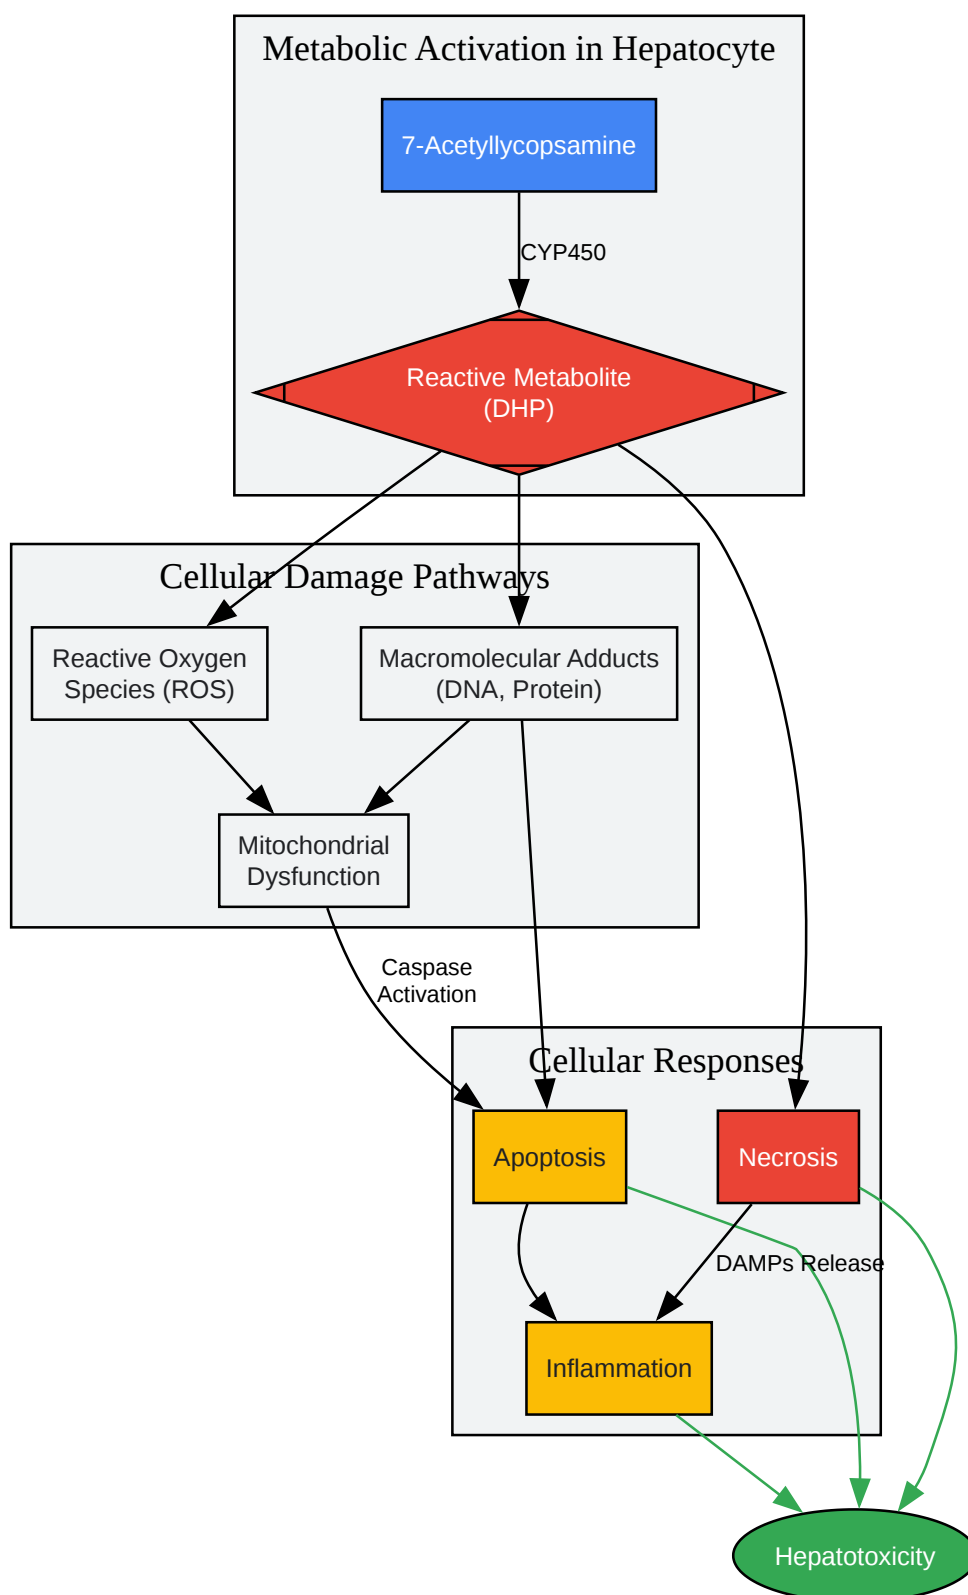 Metabolic Activation in Hepatocyte
7-Acetyllycopsamine
CYP450
Reactive Metabolite
(DHP)
Cellular Damage Pathways
Reactive Oxygen
Species (ROS)
Macromolecular Adducts
(DNA, Protein)
Mitochondrial
Dysfunction
Caspase
Activation
Cellular Responses
Apoptosis
Necrosis
DAMPs Release
Inflammation
Hepatotoxicity